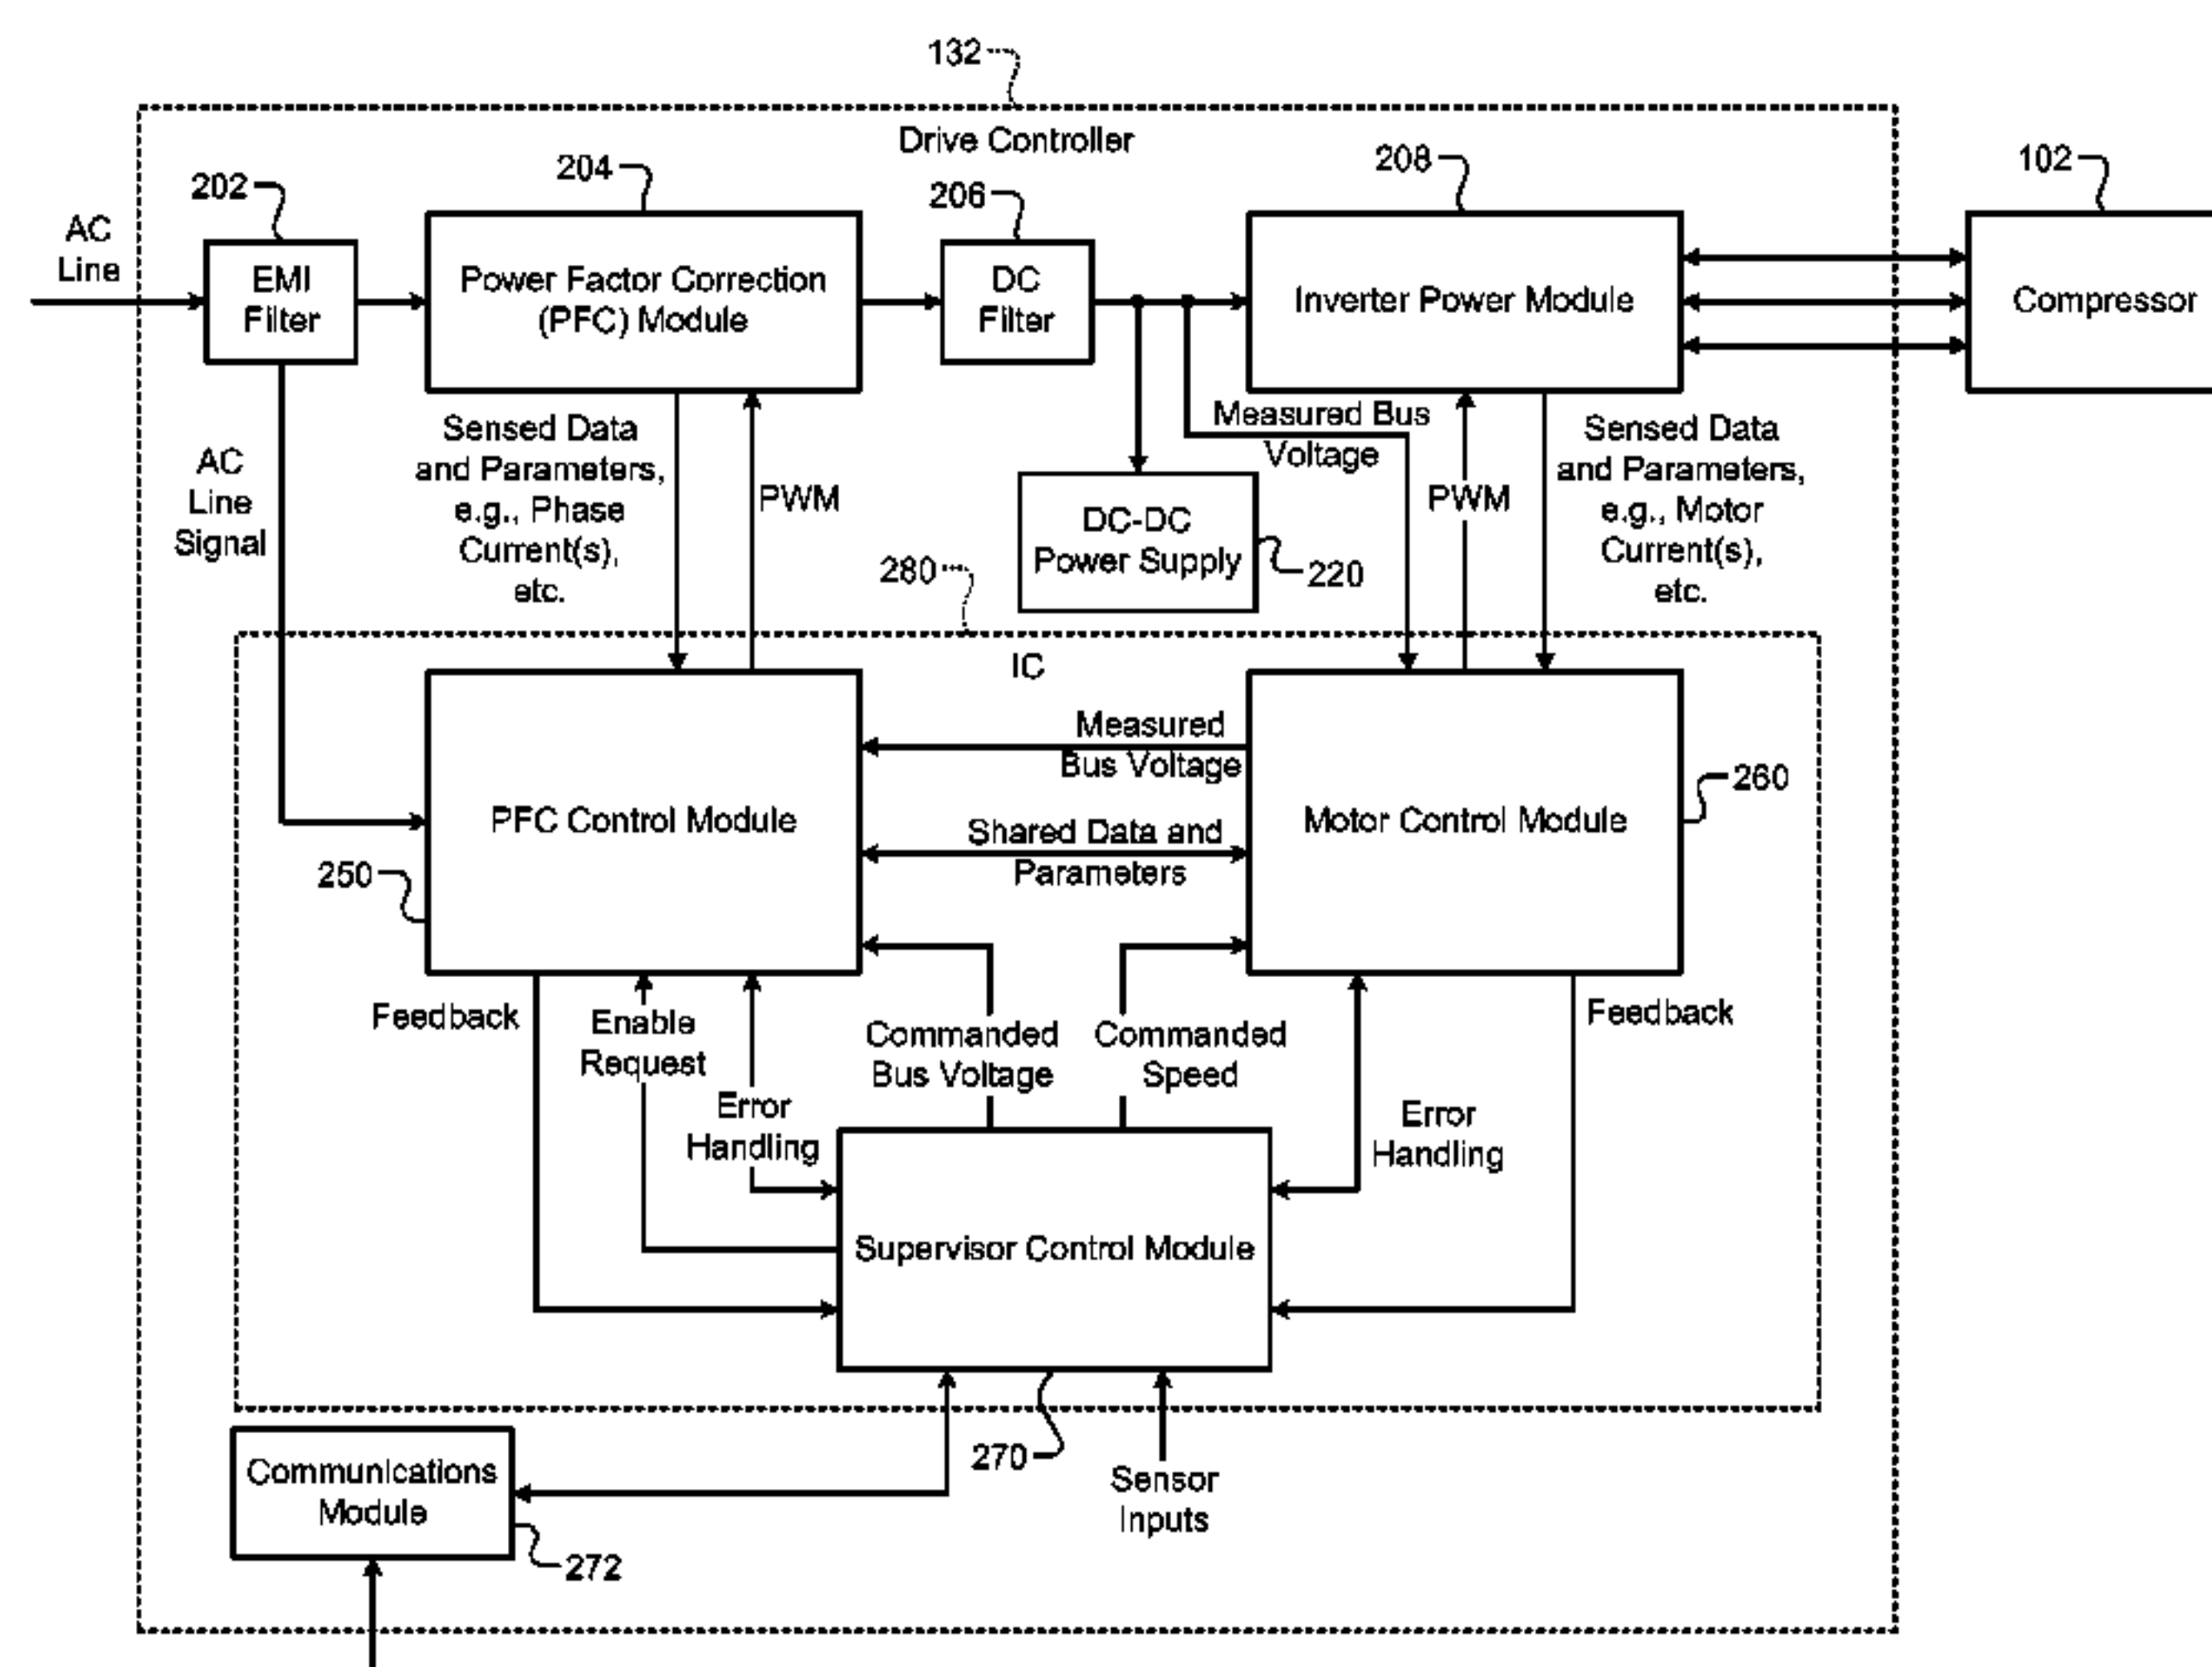 132
Drive Controller
202
204
206
208
102
AC
Line
EMI
Filter
Power Factor Correction
(PFC) Module
DC
Filter
Inverter Power Module
Compressor
AC
Line
Signal
Sensed Data
and Parameters,
e.g., Phase
Current(s),
etc.
PWM
Measured Bus
Voltage
DC-DC
Power Supply
220
PWM
Sensed Data
and Parameters,
e.g., Motor
Current(s),
etc.
280
IC
PFC Control Module
250
Measured
Bus Voltage
Shared Data and
Parameters
Motor Control Module
260
Feedback
Enable
Request
Error
Handling
Commanded
Bus Voltage
Commanded
Speed
Error
Handling
Feedback
Supervisor Control Module
270
Sensor
Inputs
Communications
Module
272